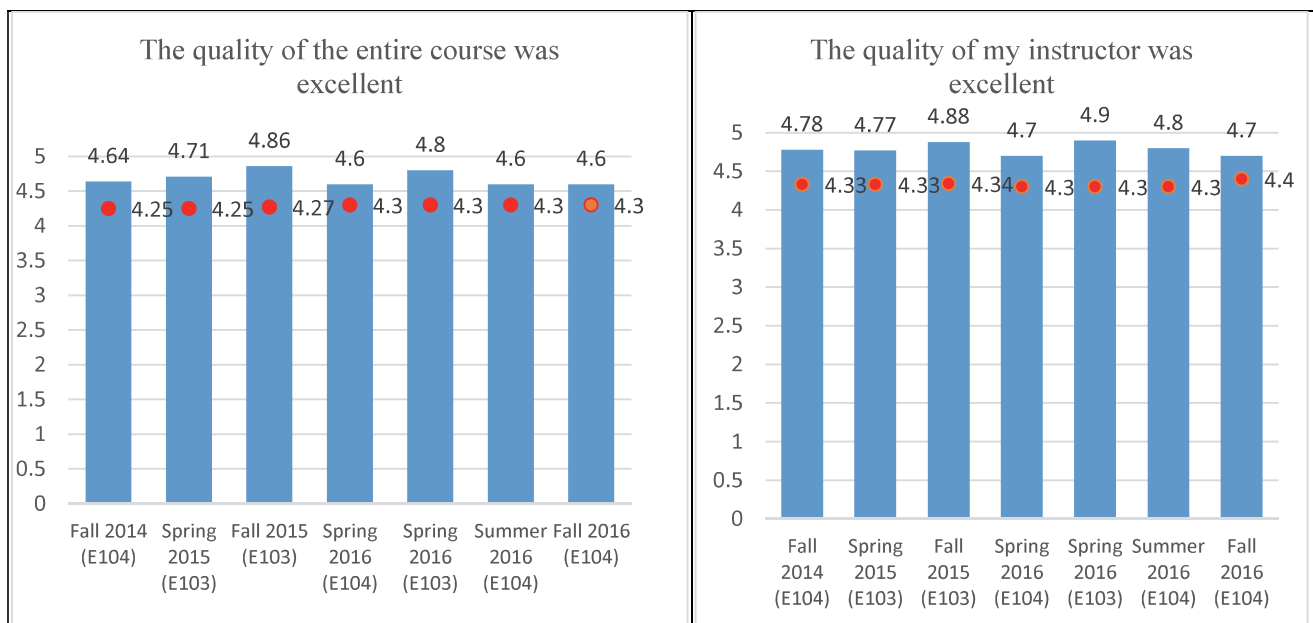 The quality of the entire course was
excellent
4.64 4.71 4.86 4.6 4.8 4.6 4.6
4.25 4.25 4.27 4.3 4.3 4.3 4.3
5
4.5
4
3.5
3
2.5
2
1.5
1
0.5
0
Fall 2014 Spring Fall 2015 Spring Spring Summer Fall 2016
(E104) 2015 (E103) 2016 2016 2016 (E104)
(E103) (E104) (E103) (E104)
The quality of my instructor was
excellent
4.78 4.77 4.88 4.7 4.9 4.8 4.7
4.33 4.33 4.34 4.3 4.3 4.3 4.4
5
4.5
4
3.5
3
2.5
2
1.5
1
0.5
0
Fall Spring Fall Spring Spring Summer Fall
2014 2015 2015 2016 2016 2016 2016
(E104) (E103) (E103) (E104) (E103) (E104) (E104)